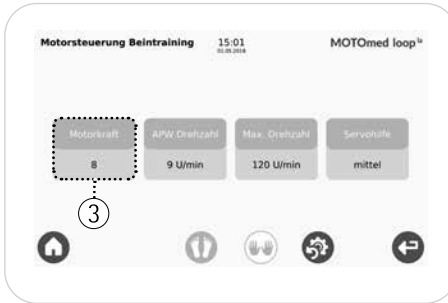 Motorsteuerung Beintraining 15:01 MOTOmed loop la
01.05.2018
Motorkraft APW Drehzahl Max. Drehzahl Servohilfe
8 9 U/min 120 U/min mittel
3